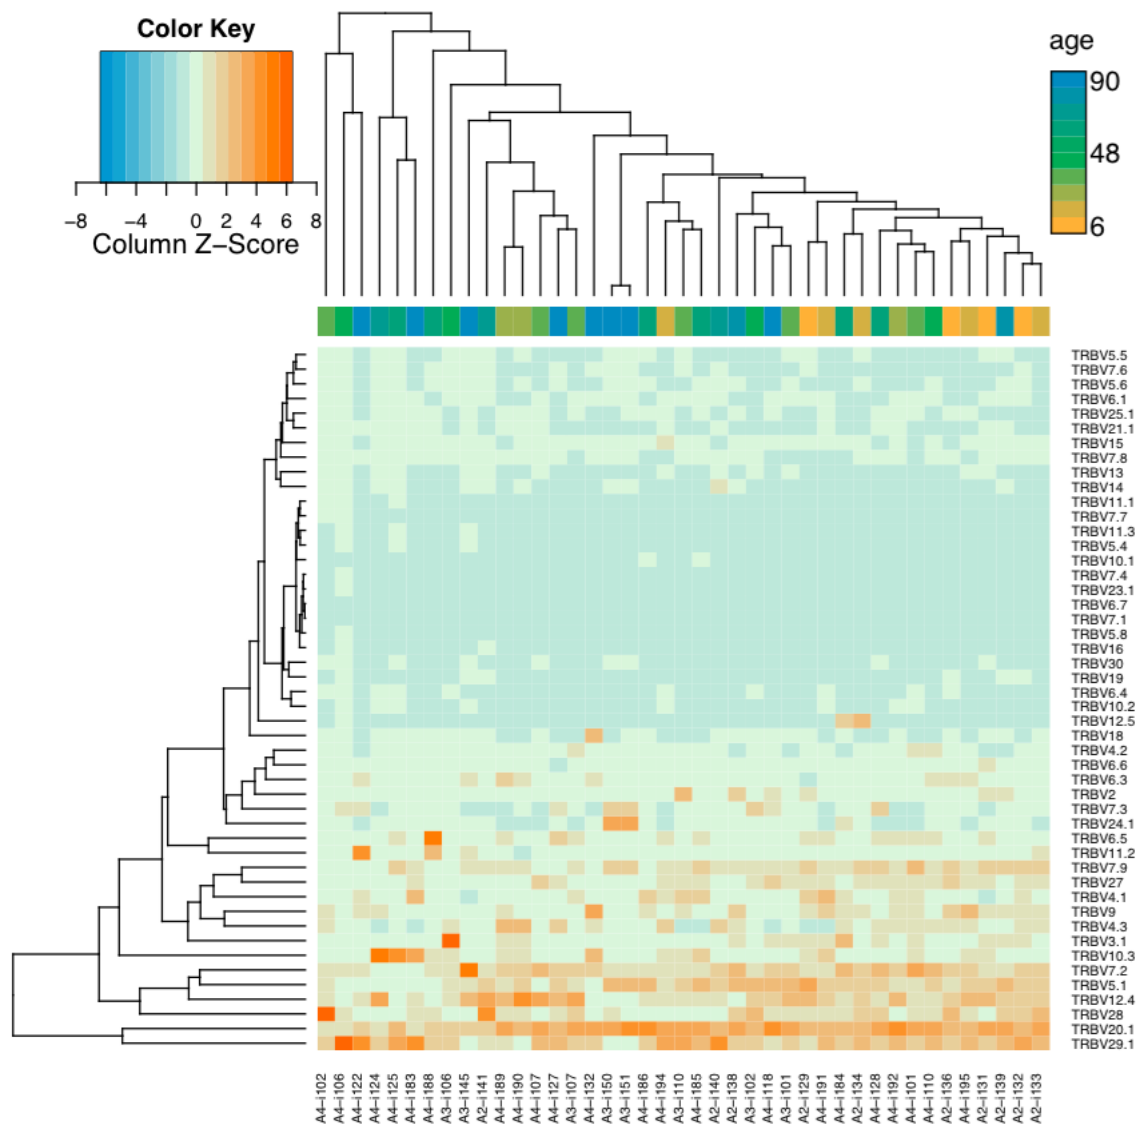 Color Key
−8 −4 0 2 4 6 8
Column Z−Score
age
90
48
6
TRBV5.5
TRBV7.6
TRBV5.6
TRBV6.1
TRBV25.1
TRBV21.1
TRBV15
TRBV7.8
TRBV13
TRBV14
TRBV11.1
TRBV7.7
TRBV11.3
TRBV5.4
TRBV10.1
TRBV7.4
TRBV23.1
TRBV6.7
TRBV7.1
TRBV5.8
TRBV16
TRBV30
TRBV19
TRBV6.4
TRBV10.2
TRBV12.5
TRBV18
TRBV4.2
TRBV6.6
TRBV6.3
TRBV2
TRBV7.3
TRBV24.1
TRBV6.5
TRBV11.2
TRBV7.9
TRBV27
TRBV4.1
TRBV9
TRBV4.3
TRBV3.1
TRBV10.3
TRBV7.2
TRBV5.1
TRBV12.4
TRBV28
TRBV20.1
TRBV29.1
A4−i102
A4−i106
A4−i122
A4−i124
A4−i125
A4−i183
A4−i188
A3−i106
A3−i145
A2−i141
A4−i189
A4−i190
A4−i107
A4−i127
A3−i107
A4−i132
A3−i150
A3−i151
A4−i186
A4−i194
A3−i110
A4−i185
A2−i140
A2−i138
A3−i102
A4−i118
A3−i101
A2−i129
A4−i191
A4−i184
A2−i134
A4−i128
A4−i192
A4−i101
A4−i110
A2−i136
A4−i195
A2−i131
A2−i139
A2−i132
A2−i133